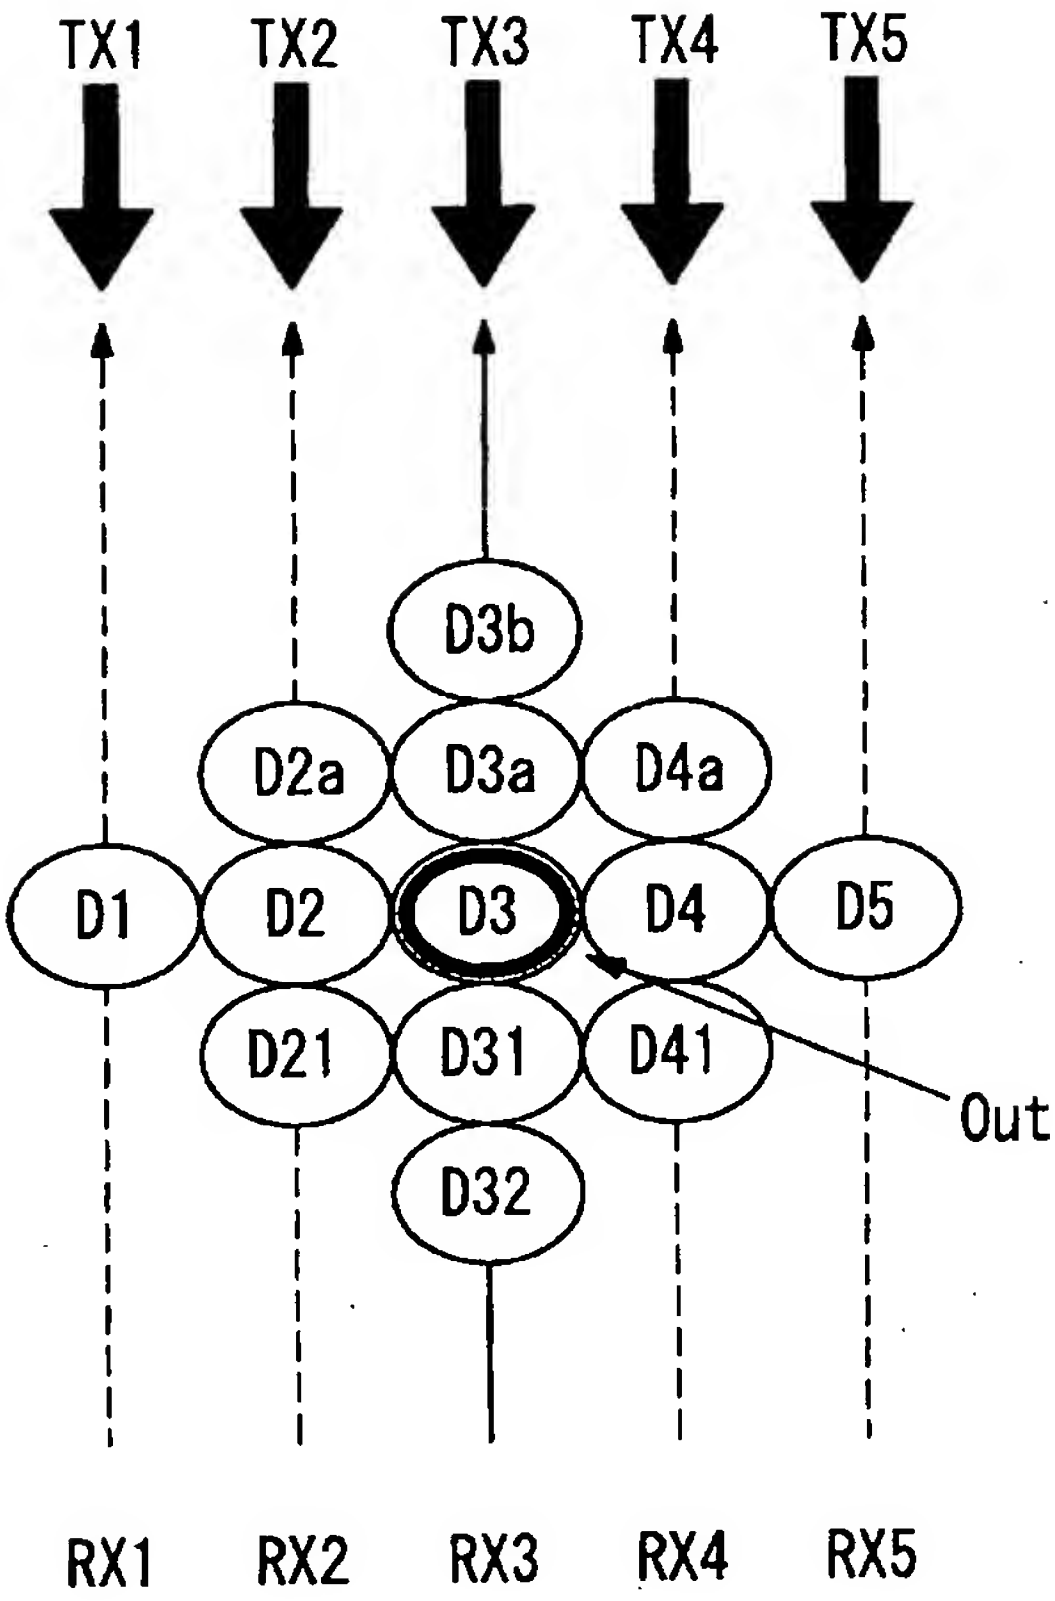 TX1 TX2 TX3 TX4 TX5
D3b
D2a D3a D4a
D1 D2 D3 D4 D5
D21 D31 D41
Out
D32
RX1 RX2 RX3 RX4 RX5